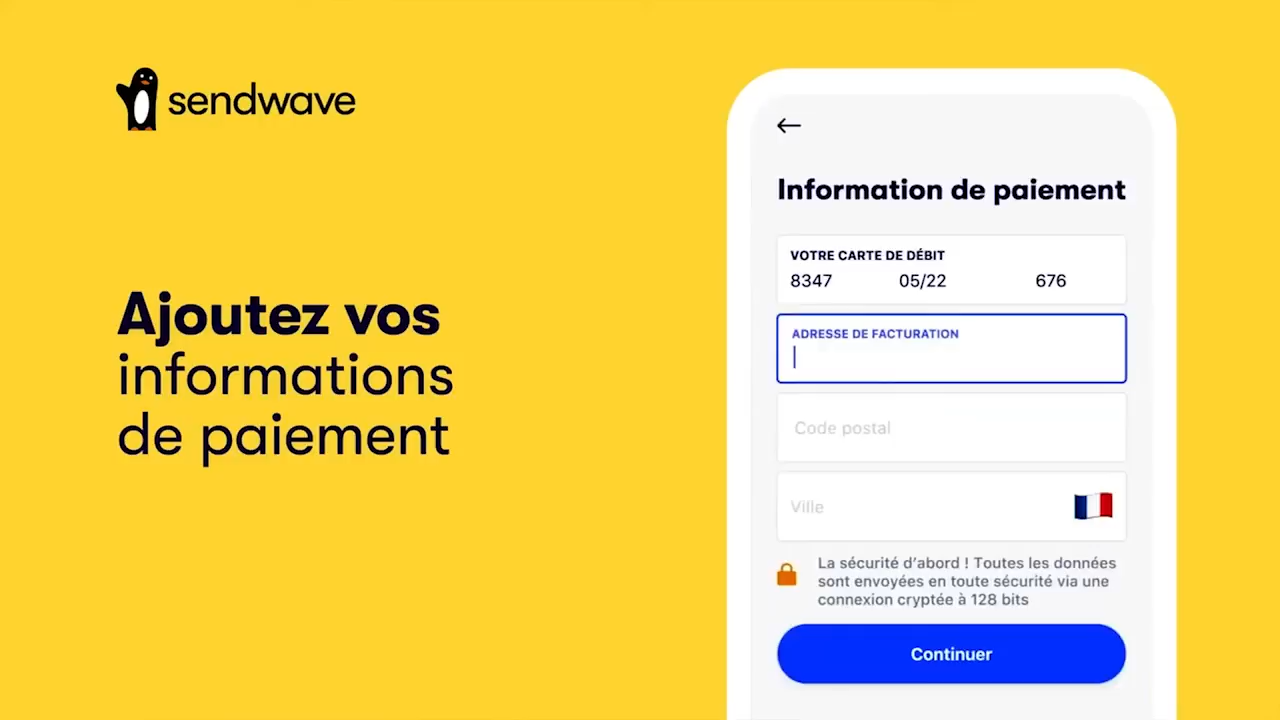 sendwave
Ajoutez vos
informations
de paiement
Information de paiement
VOTRE CARTE DE DÉBIT
8347 05/22 676
ADRESSE DE FACTURATION
Code postal
Ville
La sécurité d'abord ! Toutes les données
sont envoyées en toute sécurité via une
connexion cryptée à 128 bits
Continuer